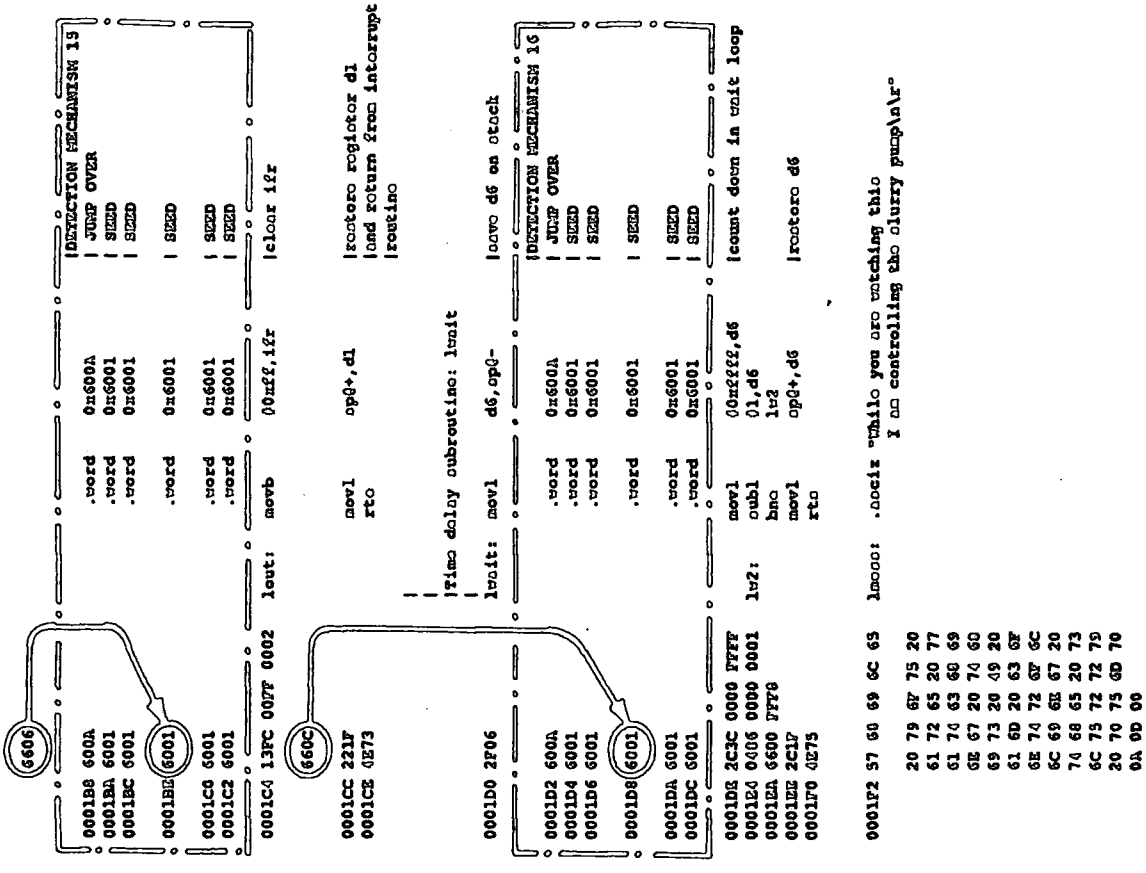 6606
|DETECTION MECHANISM 15
0001B8 600A .word 0x600A | JUMP OVER
0001BA 6001 .word 0x6001 | SEED
0001BC 6001 .word 0x6001 | SEED
0001BE 6001 .word 0x6001 | SEED
0001C0 6001 .word 0x6001 | SEED
0001C2 6001 .word 0x6001 | SEED
0001C4 13FC 00FF 0002 lout: movb #0xff,ifr |clear ifr
660C
0001CC 221F movl sp@+,d1 |restore register d1
0001CE 4E73 rte |and return from interrupt
|routine
|
|Time delay subroutine: lwait
|
0001D0 2F06 lwait: movl d6,sp@- |save d6 on stack
|DETECTION MECHANISM 16
0001D2 600A .word 0x600A | JUMP OVER
0001D4 6001 .word 0x6001 | SEED
0001D6 6001 .word 0x6001 | SEED
0001D8 6001 .word 0x6001 | SEED
0001DA 6001 .word 0x6001 | SEED
0001DC 6001 .word 0x6001 | SEED
0001DE 2C3C 0000 FFFF movl #0xffff,d6 |count down in wait loop
0001E4 0486 0000 0001 lw2: subl #1,d6
0001EA 6600 FFF8 bne lw2
0001EE 2C1F movl sp@+,d6 |restore d6
0001F0 4E75 rts
0001F2 57 68 69 6C 65 lmess: .asciz "While you are watching this
20 79 6F 75 20 I am controlling the slurry pump\n\r"
61 72 65 20 77
61 74 63 68 69
6E 67 20 74 68
69 73 20 49 20
61 6D 20 63 6F
6E 74 72 6F 6C
6C 69 6E 67 20
74 68 65 20 73
6C 75 72 72 79
20 70 75 6D 70
0A 0D 00